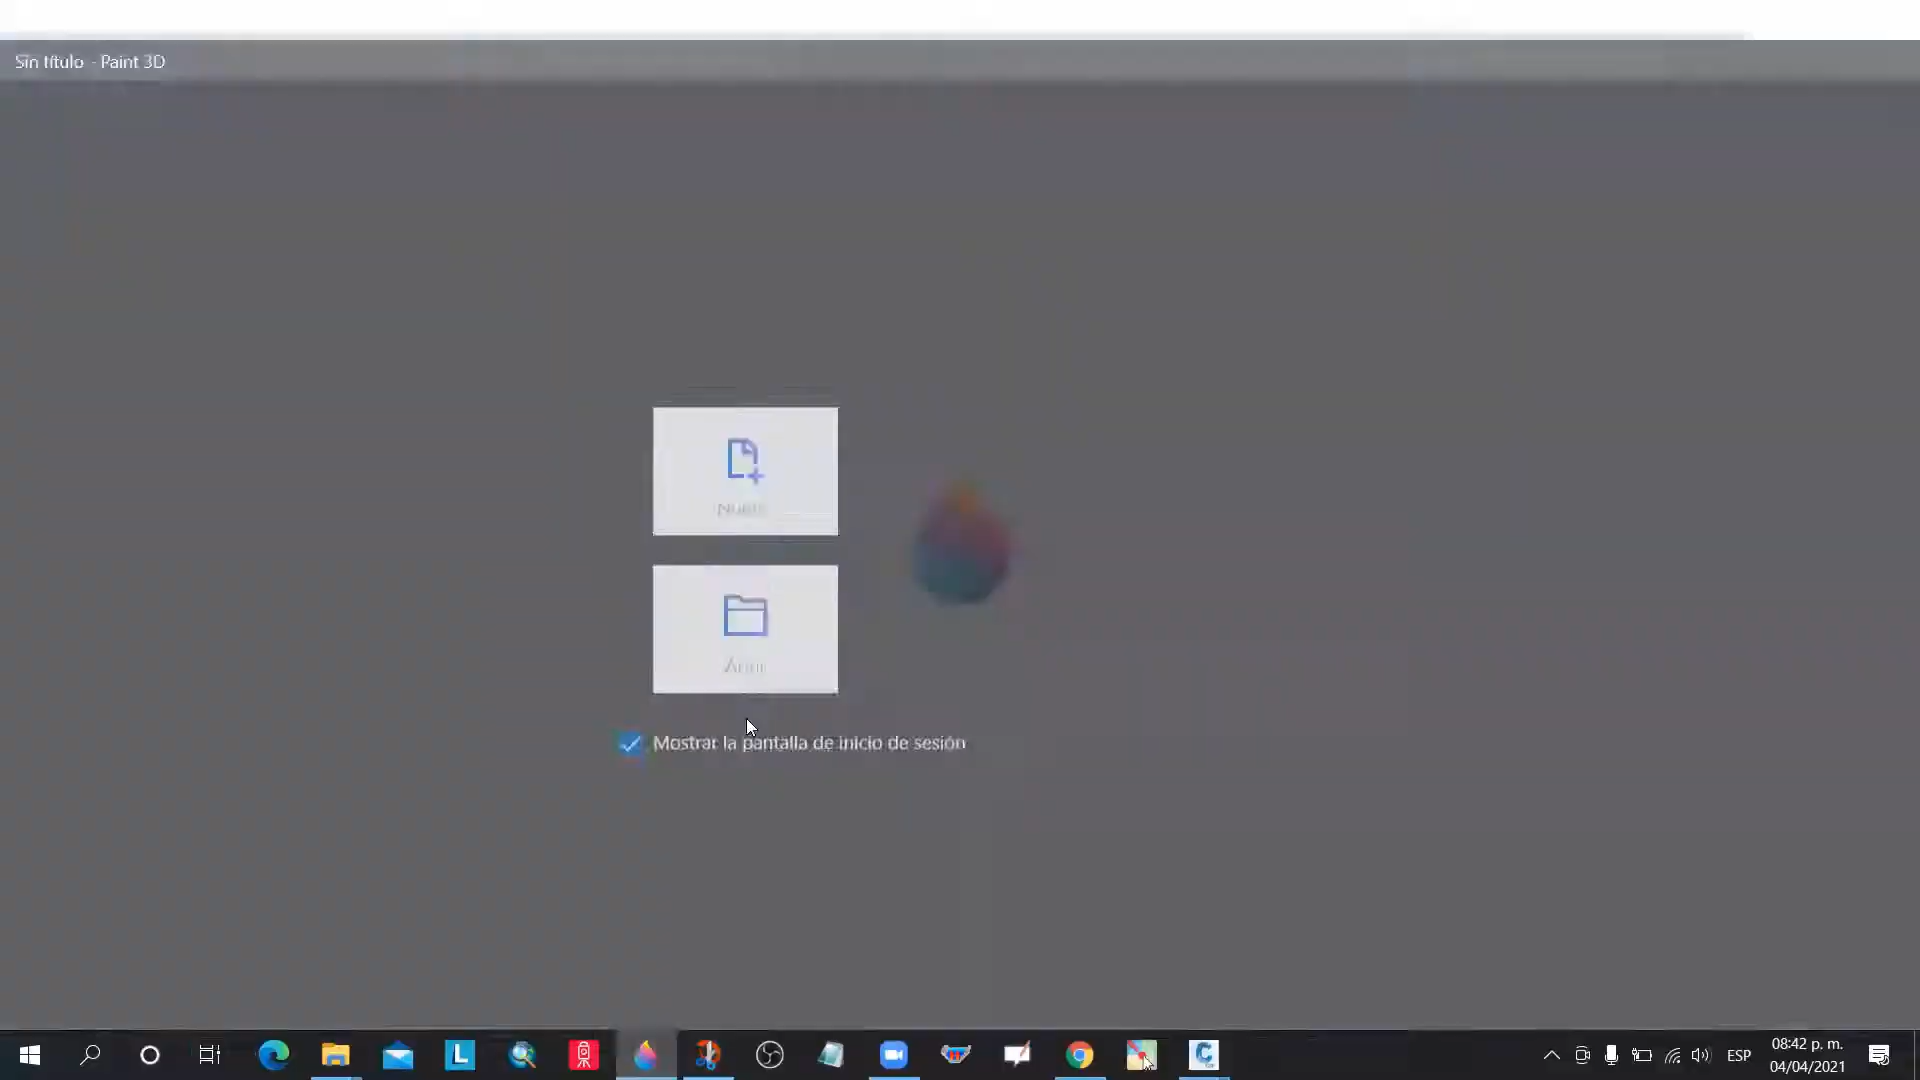 Sin título - Paint 3D
Mostrar la pantalla de inicio de sesión
L
ESP
08:42 p. m.
04/04/2021